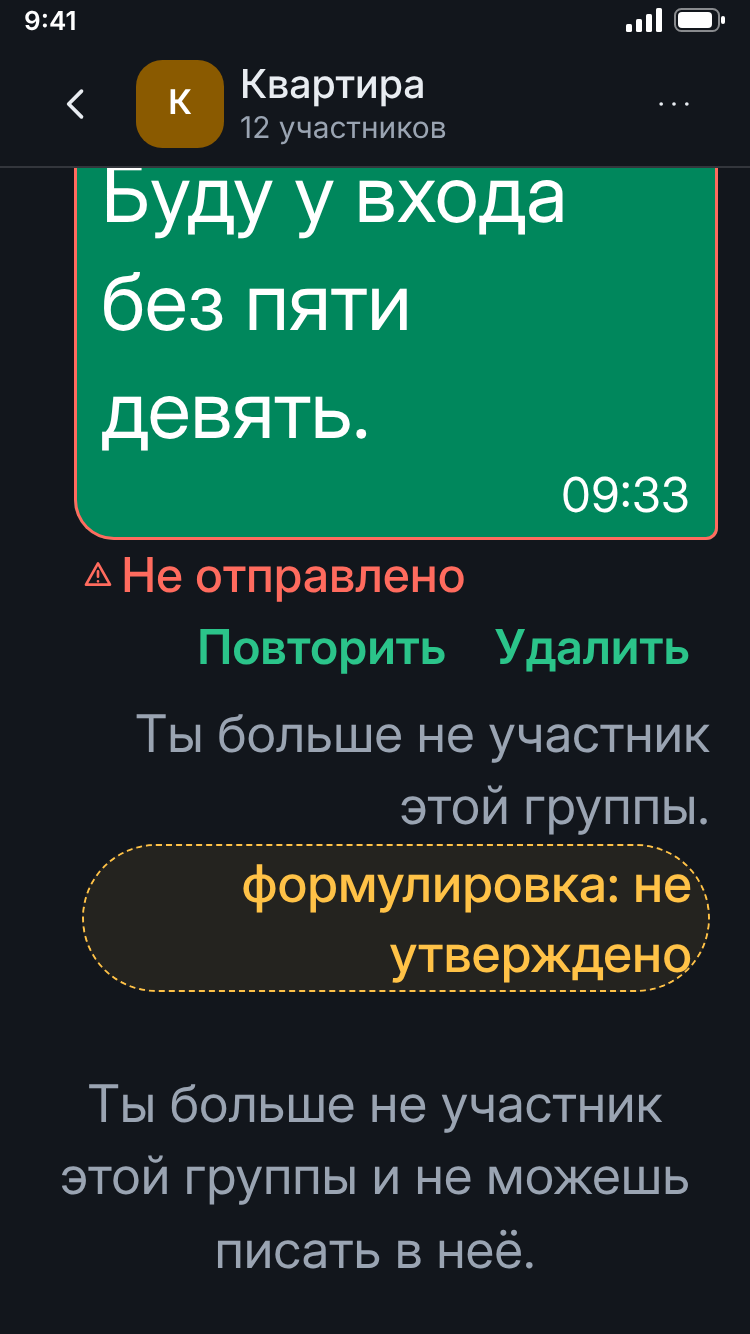 9:41
К
Квартира
12 участников
...
Буду у входа
без пяти
девять.
09:33
Не отправлено
Повторить Удалить
Ты больше не участник
этой группы.
формулировка: не
утверждено
Ты больше не участник
этой группы и не можешь
писать в неё.